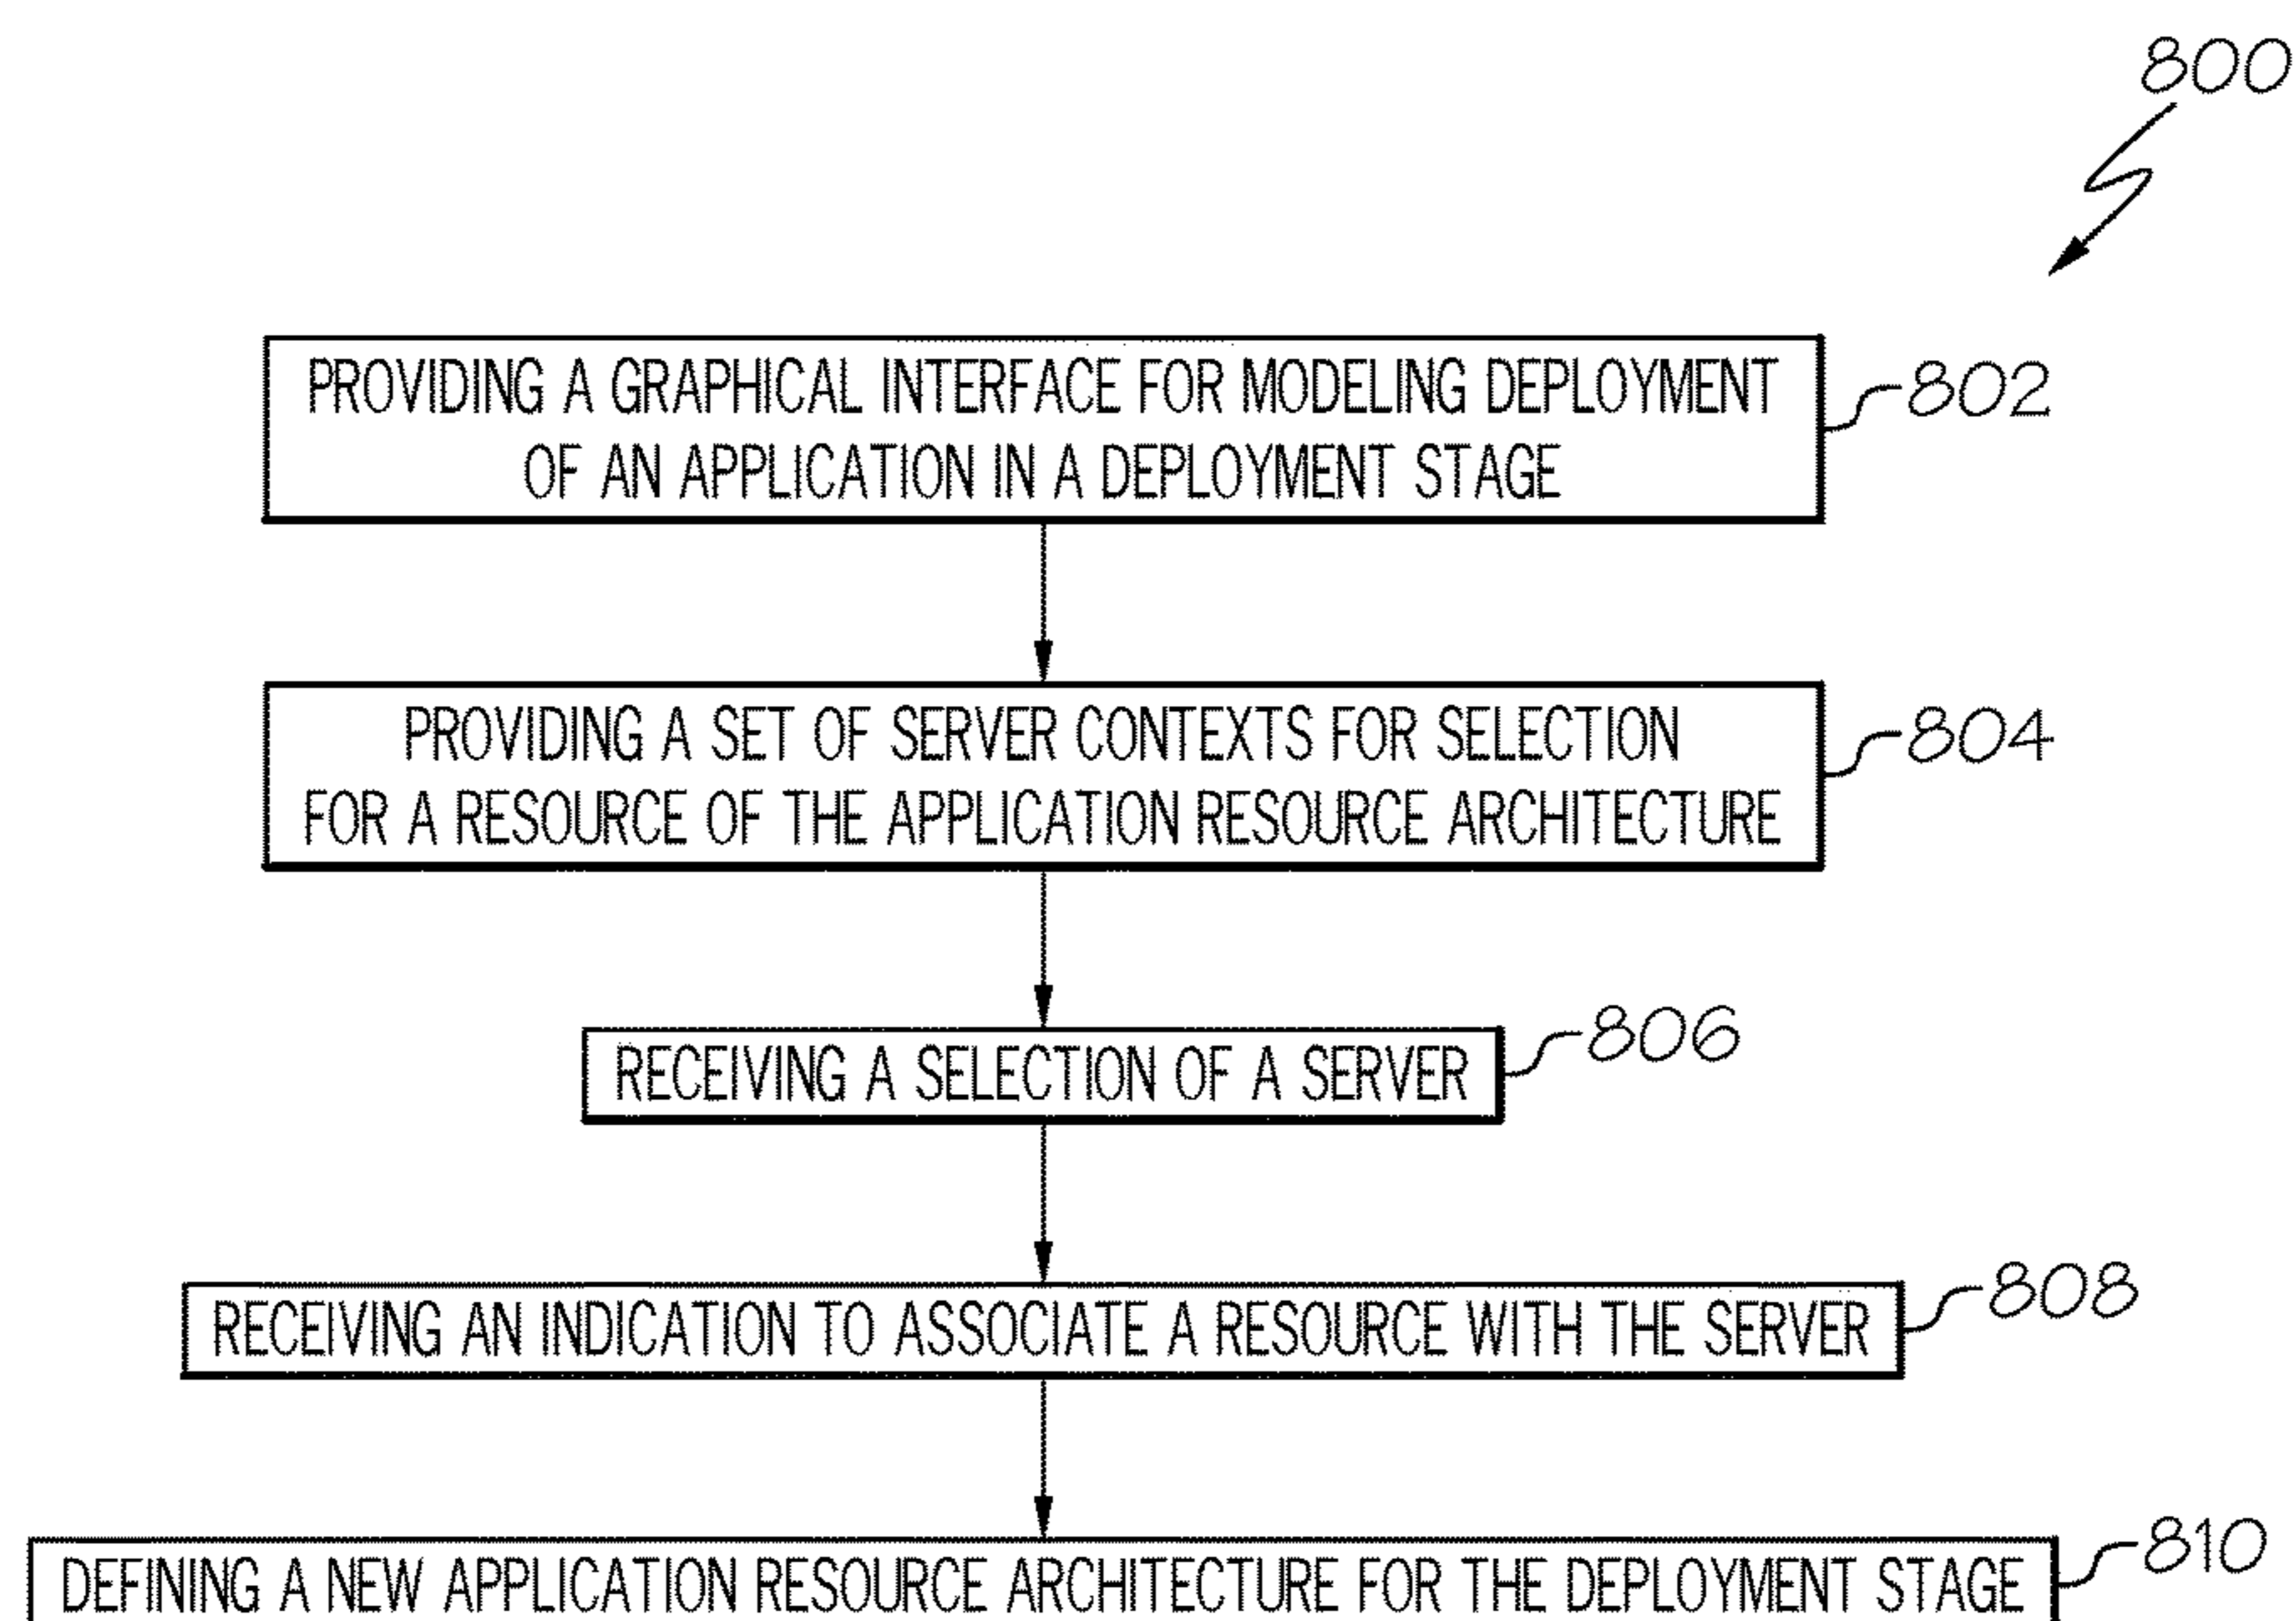 800
PROVIDING A GRAPHICAL INTERFACE FOR MODELING DEPLOYMENT
OF AN APPLICATION IN A DEPLOYMENT STAGE
802
PROVIDING A SET OF SERVER CONTEXTS FOR SELECTION
FOR A RESOURCE OF THE APPLICATION RESOURCE ARCHITECTURE
804
RECEIVING A SELECTION OF A SERVER
806
RECEIVING AN INDICATION TO ASSOCIATE A RESOURCE WITH THE SERVER
808
DEFINING A NEW APPLICATION RESOURCE ARCHITECTURE FOR THE DEPLOYMENT STAGE
810